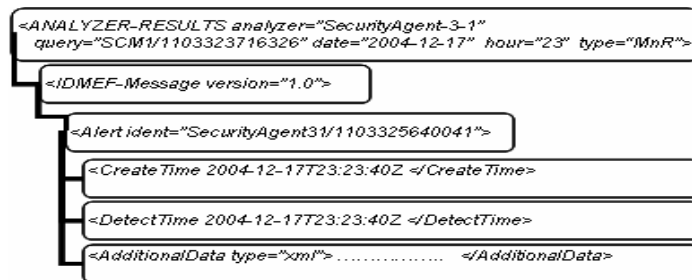 <ANALYZER-RESULTS analyzer="SecurityAgent-3-1"
query="SCM1/1103323716326" date="2004-12-17" hour="23" type="MnR">
<IDMEF-Message version="1.0">
<Alert ident="SecurityAgent31/1103325640041">
<CreateTime 2004-12-17T23:23:40Z </CreateTime>
<DetectTime 2004-12-17T23:23:40Z </DetectTime>
<AdditionalData type="xml">................. </AdditionalData>